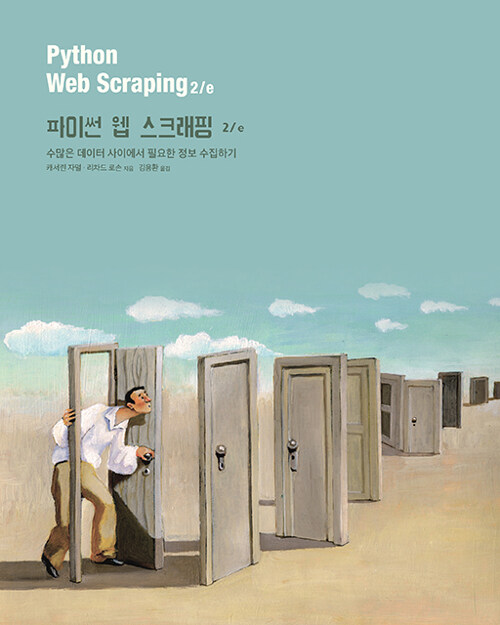 Python
Web Scraping 2/e
파이썬 웹 스크래핑 2/e
수많은 데이터 사이에서 필요한 정보 수집하기
캐서린 자멀 · 리차드 로손 지음 김용환 옮김